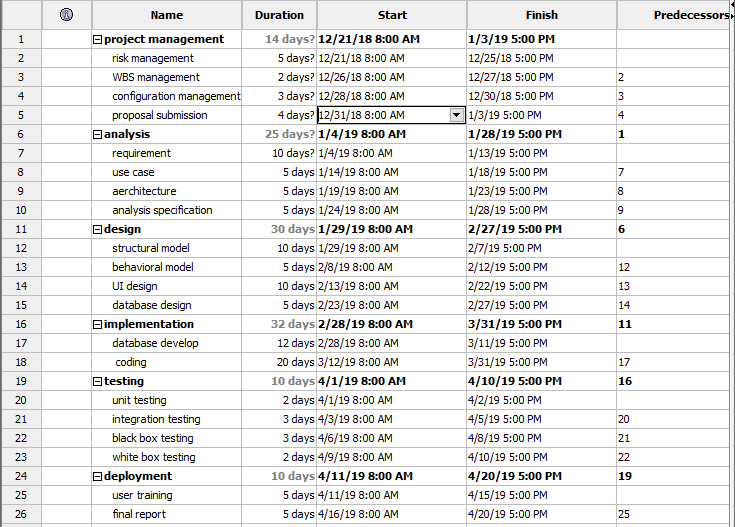 Name Duration Start Finish Predecessors
1 project management 14 days? 12/21/18 8:00 AM 1/3/19 5:00 PM
2 risk management 5 days? 12/21/18 8:00 AM 12/25/18 5:00 PM
3 WBS management 2 days? 12/26/18 8:00 AM 12/27/18 5:00 PM 2
4 configuration management 3 days? 12/28/18 8:00 AM 12/30/18 5:00 PM 3
5 proposal submission 4 days? 12/31/18 8:00 AM 1/3/19 5:00 PM 4
6 analysis 25 days? 1/4/19 8:00 AM 1/28/19 5:00 PM 1
7 requirement 10 days? 1/4/19 8:00 AM 1/13/19 5:00 PM
8 use case 5 days 1/14/19 8:00 AM 1/18/19 5:00 PM 7
9 aerchitecture 5 days 1/19/19 8:00 AM 1/23/19 5:00 PM 8
10 analysis specification 5 days 1/24/19 8:00 AM 1/28/19 5:00 PM 9
11 design 30 days 1/29/19 8:00 AM 2/27/19 5:00 PM 6
12 structural model 10 days 1/29/19 8:00 AM 2/7/19 5:00 PM
13 behavioral model 5 days 2/8/19 8:00 AM 2/12/19 5:00 PM 12
14 UI design 10 days 2/13/19 8:00 AM 2/22/19 5:00 PM 13
15 database design 5 days 2/23/19 8:00 AM 2/27/19 5:00 PM 14
16 implementation 32 days 2/28/19 8:00 AM 3/31/19 5:00 PM 11
17 database develop 12 days 2/28/19 8:00 AM 3/11/19 5:00 PM
18 coding 20 days 3/12/19 8:00 AM 3/31/19 5:00 PM 17
19 testing 10 days 4/1/19 8:00 AM 4/10/19 5:00 PM 16
20 unit testing 2 days 4/1/19 8:00 AM 4/2/19 5:00 PM
21 integration testing 3 days 4/3/19 8:00 AM 4/5/19 5:00 PM 20
22 black box testing 3 days 4/6/19 8:00 AM 4/8/19 5:00 PM 21
23 white box testing 2 days 4/9/19 8:00 AM 4/10/19 5:00 PM 22
24 deployment 10 days 4/11/19 8:00 AM 4/20/19 5:00 PM 19
25 user training 5 days 4/11/19 8:00 AM 4/15/19 5:00 PM
26 final report 5 days 4/16/19 8:00 AM 4/20/19 5:00 PM 25